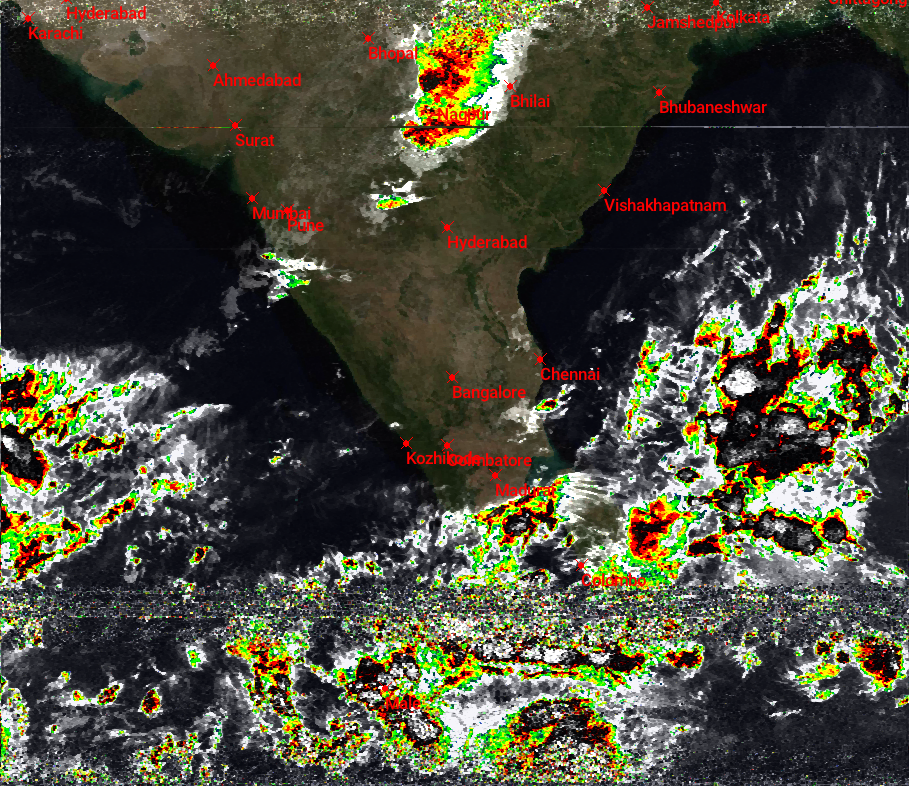 Hyderabad
Karachi
Jamshedpur
Kolkata
Bhopal
Ahmedabad
Bhilai
Nagpur
Bhubaneshwar
Surat
Mumbai
Pune
Vishakhapatnam
Hyderabad
Chennai
Bangalore
Kozhikode
Coimbatore
Madurai
Colombo
Male